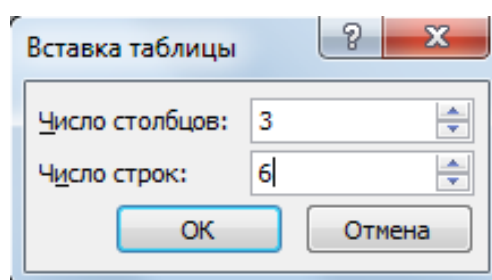 Вставка таблицы ? X
Число столбцов: 3
Число строк: 6
ОК Отмена